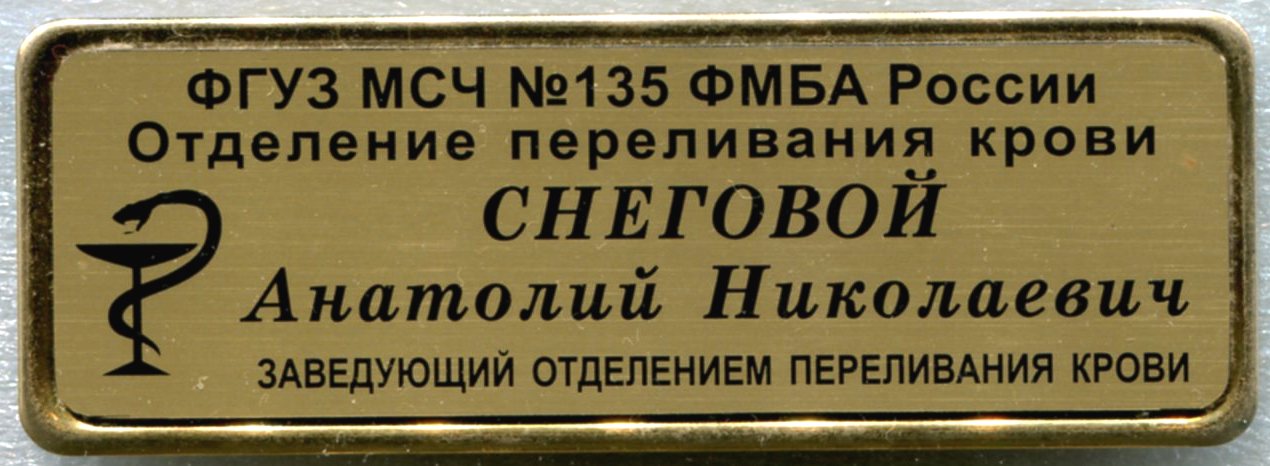 ФГУЗ МСЧ №135 ФМБА России
Отделение переливания крови
СНЕГОВОЙ
Анатолий Николаевич
ЗАВЕДУЮЩИЙ ОТДЕЛЕНИЕМ ПЕРЕЛИВАНИЯ КРОВИ